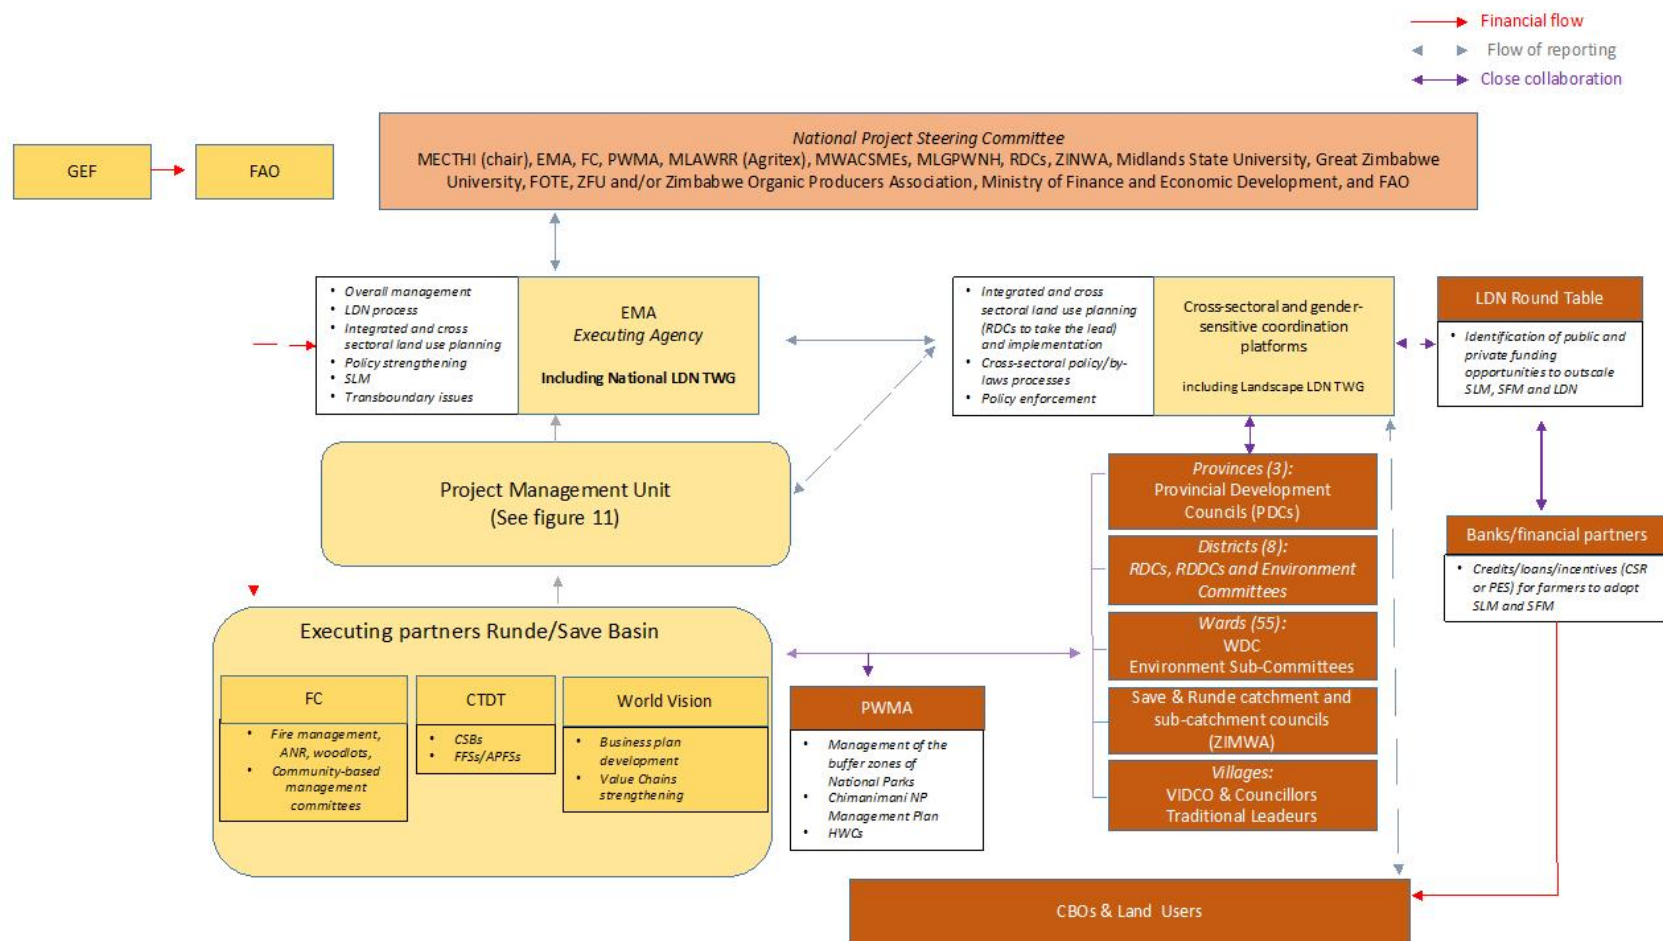 Financial flow
Flow of reporting
Close collaboration
GEF
FAO
National Project Steering Committee
MECTHI (chair), EMA, FC, PWMA, MLAWRR (Agritex), MWACSMEs, MLGPWNH, RDCs, ZINWA, Midlands State University, Great Zimbabwe
University, FOTE, ZFU and/or Zimbabwe Organic Producers Association, Ministry of Finance and Economic Development, and FAO
• Overall management
• LDN process
• Integrated and cross
sectoral land use planning
• Policy strengthening
• SLM
• Transboundary issues
EMA
Executing Agency
Including National LDN TWG
• Integrated and cross
sectoral land use planning
(RDCs to take the lead)
and implementation
• Cross-sectoral policy/by-
laws processes
• Policy enforcement
Cross-sectoral and gender-
sensitive coordination
platforms
including Landscape LDN TWG
LDN Round Table
• Identification of public and
private funding
opportunities to outscale
SLM, SFM and LDN
Project Management Unit
(See figure 11)
Provinces (3):
Provincial Development
Councils (PDCs)
Districts (8):
RDCs, RDDCs and Environment
Committees
Wards (55):
WDC
Environment Sub-Committees
Save & Runde catchment and
sub-catchment councils
(ZIMWA)
Villages:
VIDCO & Councillors
Traditional Leadeurs
Banks/financial partners
• Credits/loans/incentives (CSR
or PES) for farmers to adopt
SLM and SFM
Executing partners Runde/Save Basin
FC
• Fire management,
ANR, woodlots,
• Community-based
management
committees
CTDT
• CSBs
• FFSs/APFSs
World Vision
• Business plan
development
• Value Chains
strengthening
PWMA
• Management of the
buffer zones of
National Parks
• Chimanimani NP
Management Plan
• HWCs
CBOs & Land Users